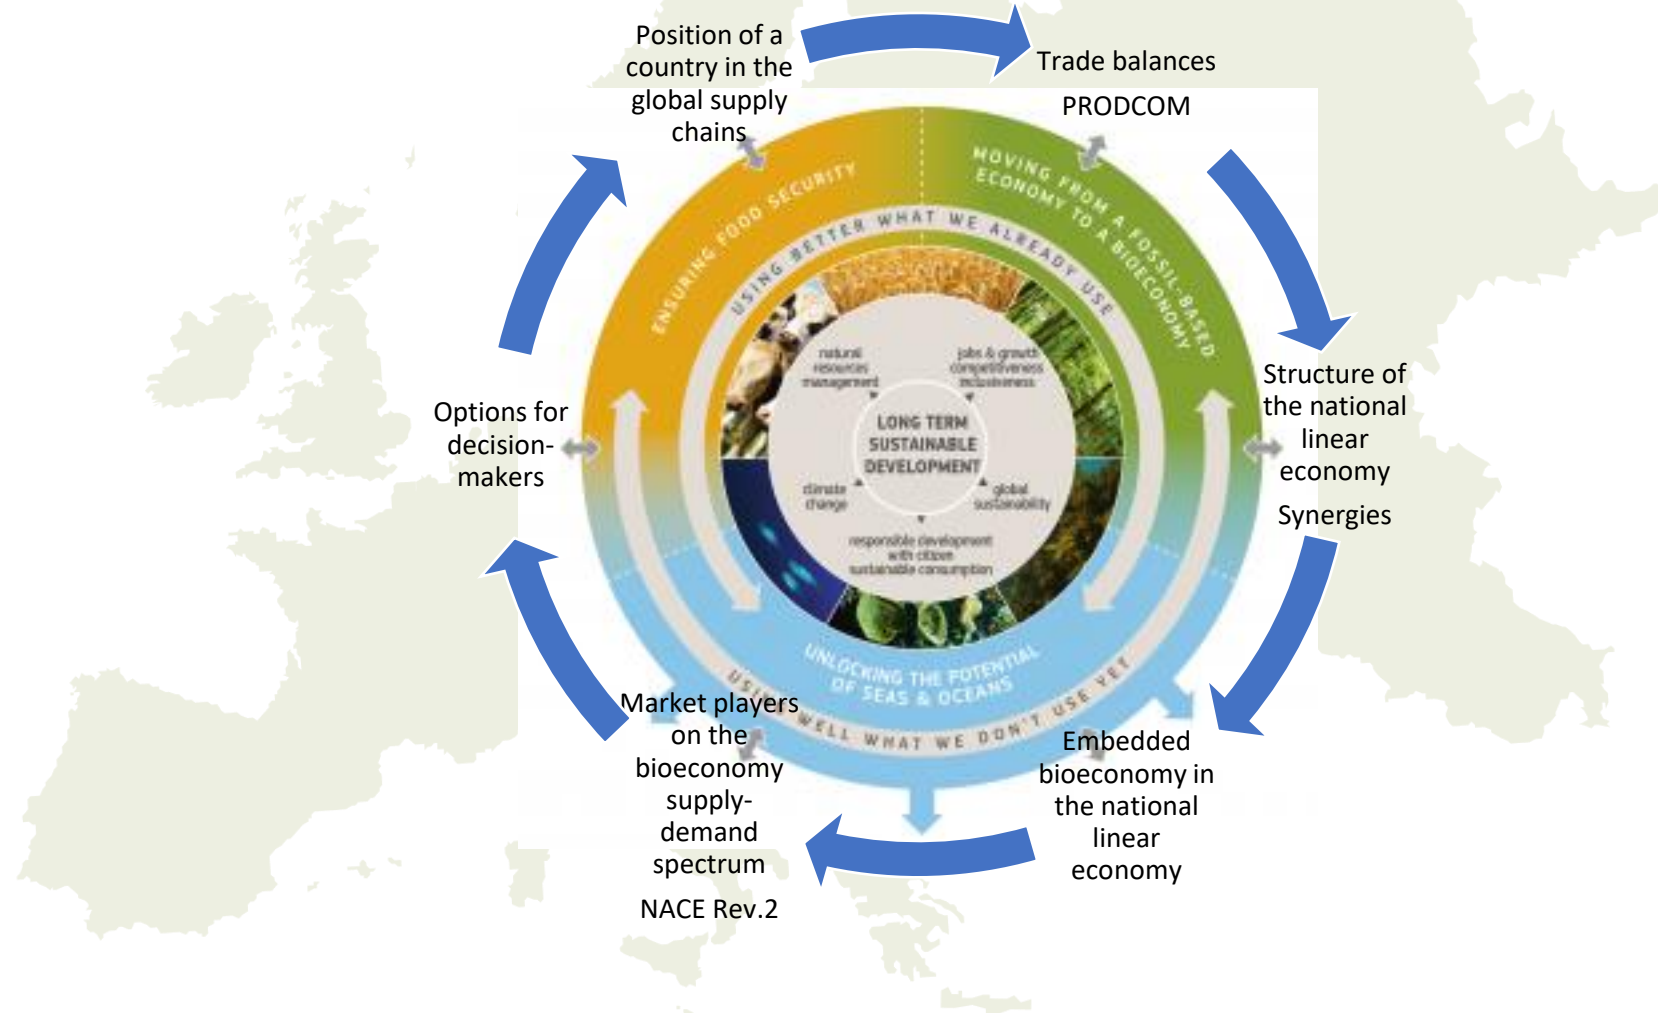 Position of a
country in the
global supply
chains
Trade balances
PRODCOM
Structure of
the national
linear
economy
Synergies
Embedded
bioeconomy in
the national
linear
economy
Market players
on the
bioeconomy
supply-
demand
spectrum
NACE Rev.2
Options for
decision-
makers
ENSURING FOOD SECURITY
MOVING FROM A FOSSIL-BASED
ECONOMY TO A BIOECONOMY
USING BETTER WHAT WE ALREADY USE
natural
resources
management
jobs & growth
competitiveness
inclusiveness
LONG TERM
SUSTAINABLE
DEVELOPMENT
climate
change
global
sustainability
responsible development
with citizen
sustainable consumption
UNLOCKING THE POTENTIAL
OF SEAS & OCEANS
USING WELL WHAT WE DON'T USE YET